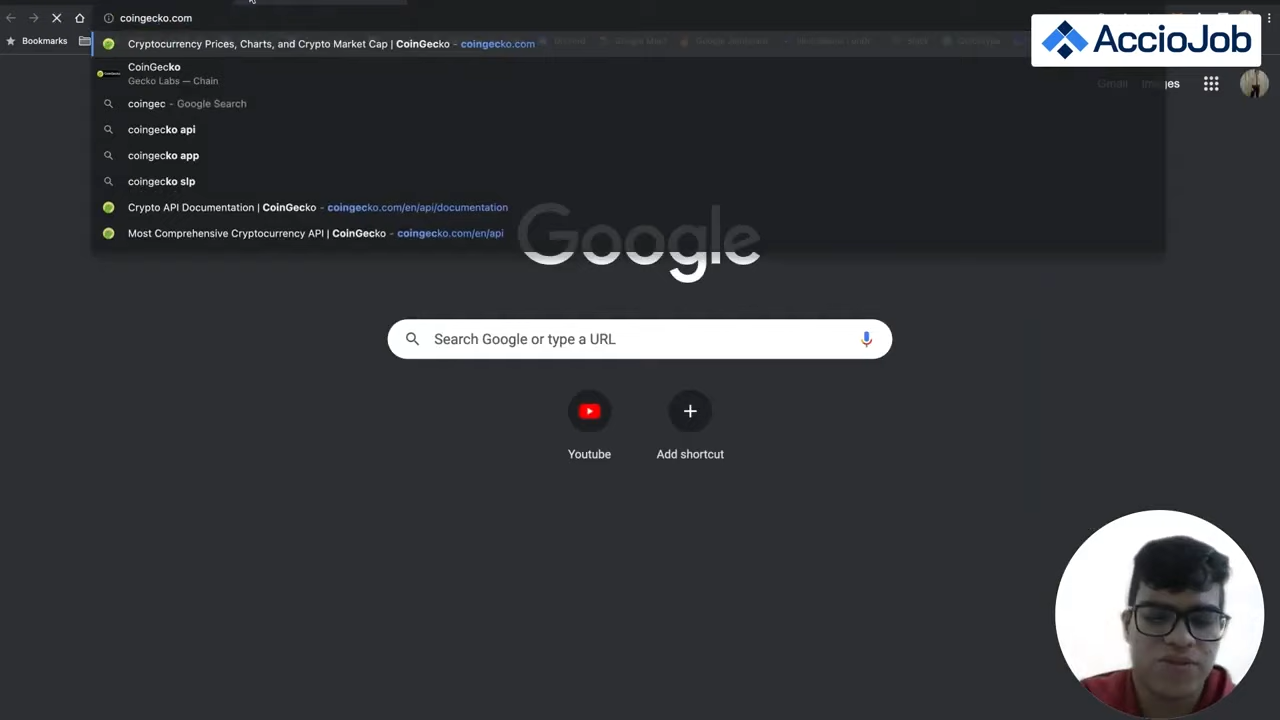 coingecko.com
AccioJob
Bookmarks
Cryptocurrency Prices, Charts, and Crypto Market Cap | CoinGecko - coingecko.com
CoinGecko
Gecko Labs — Chain
Gmail
Images
coingec - Google Search
coingecko api
coingecko app
coingecko slp
Crypto API Documentation | CoinGecko - coingecko.com/en/api/documentation
Most Comprehensive Cryptocurrency API | CoinGecko - coingecko.com/en/api
Google
Search Google or type a URL
Youtube
Add shortcut